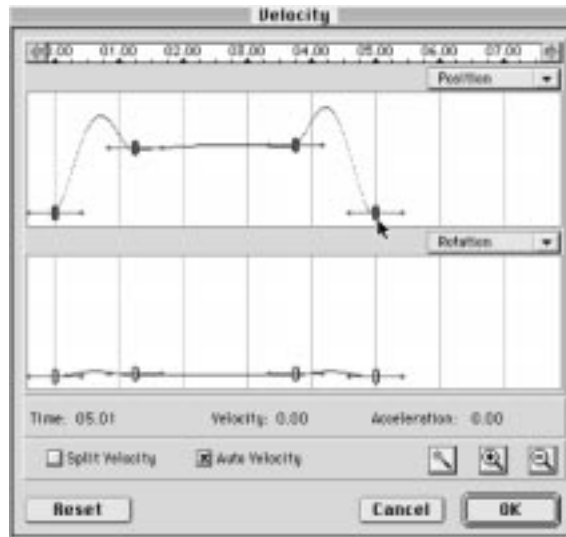 Velocity
0:00 01:00 02:00 03:00 04:00 05:00 06:00 07:00
Position
Rotation
Time: 05.01 Velocity: 0.00 Acceleration: 0.00
Split Velocity Auto Velocity
Reset Cancel OK